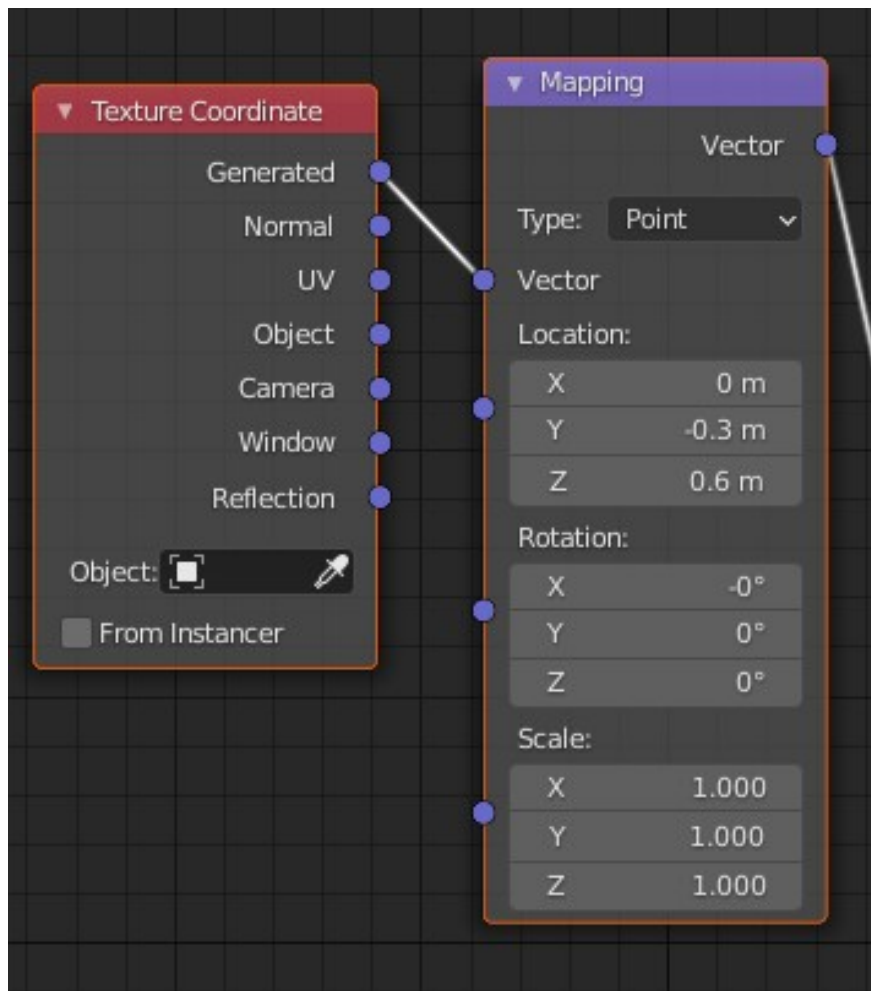 Texture Coordinate
Generated
Normal
UV
Object
Camera
Window
Reflection
Object:
From Instancer
Mapping
Vector
Type: Point
Vector
Location:
X 0 m
Y -0.3 m
Z 0.6 m
Rotation:
X -0°
Y 0°
Z 0°
Scale:
X 1.000
Y 1.000
Z 1.000